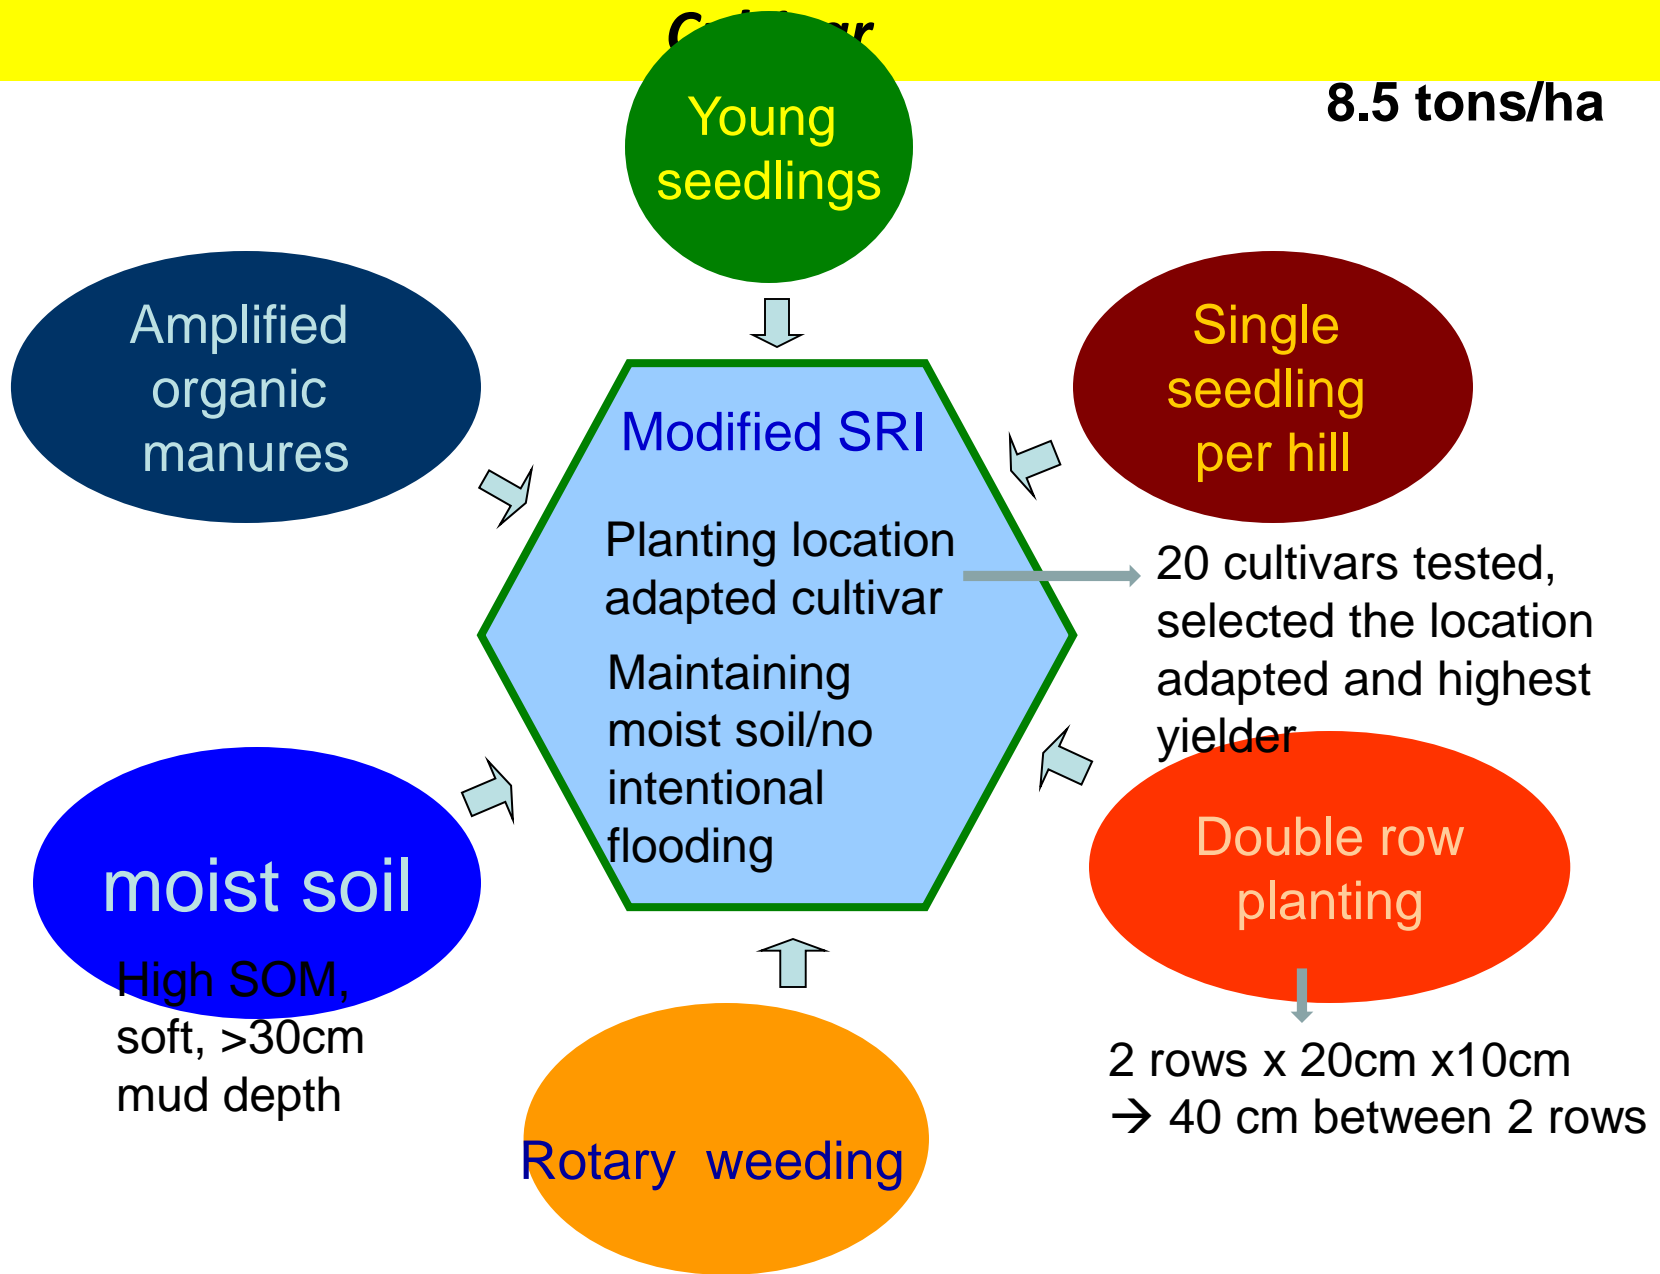 8.5 tons/ha
Young
seedlings
Amplified
organic
manures
Single
seedling
per hill
Modified SRI
Planting location
adapted cultivar
Maintaining
moist soil/no
intentional
flooding
20 cultivars tested,
selected the location
adapted and highest
yielder
moist soil
High SOM,
soft, >30cm
mud depth
Double row
planting
2 rows x 20cm x10cm
→ 40 cm between 2 rows
Rotary weeding